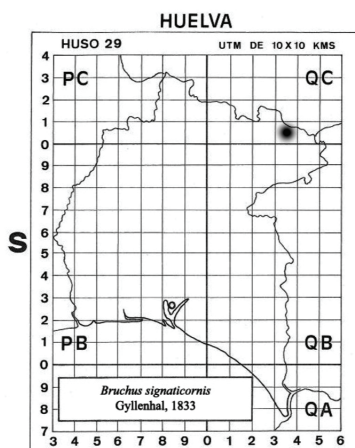 HUELVA
HUSO 29 UTM DE 10 X 10 KMS
4
PC QC
3
2
1
0
9
8
7
6
S
5
4
3
2
1
PB QB
0
9
8
7
Bruchus signaticornis
Gyllenhal, 1833
QA
3 4 5 6 7 8 9 0 1 2 3 4 5 6